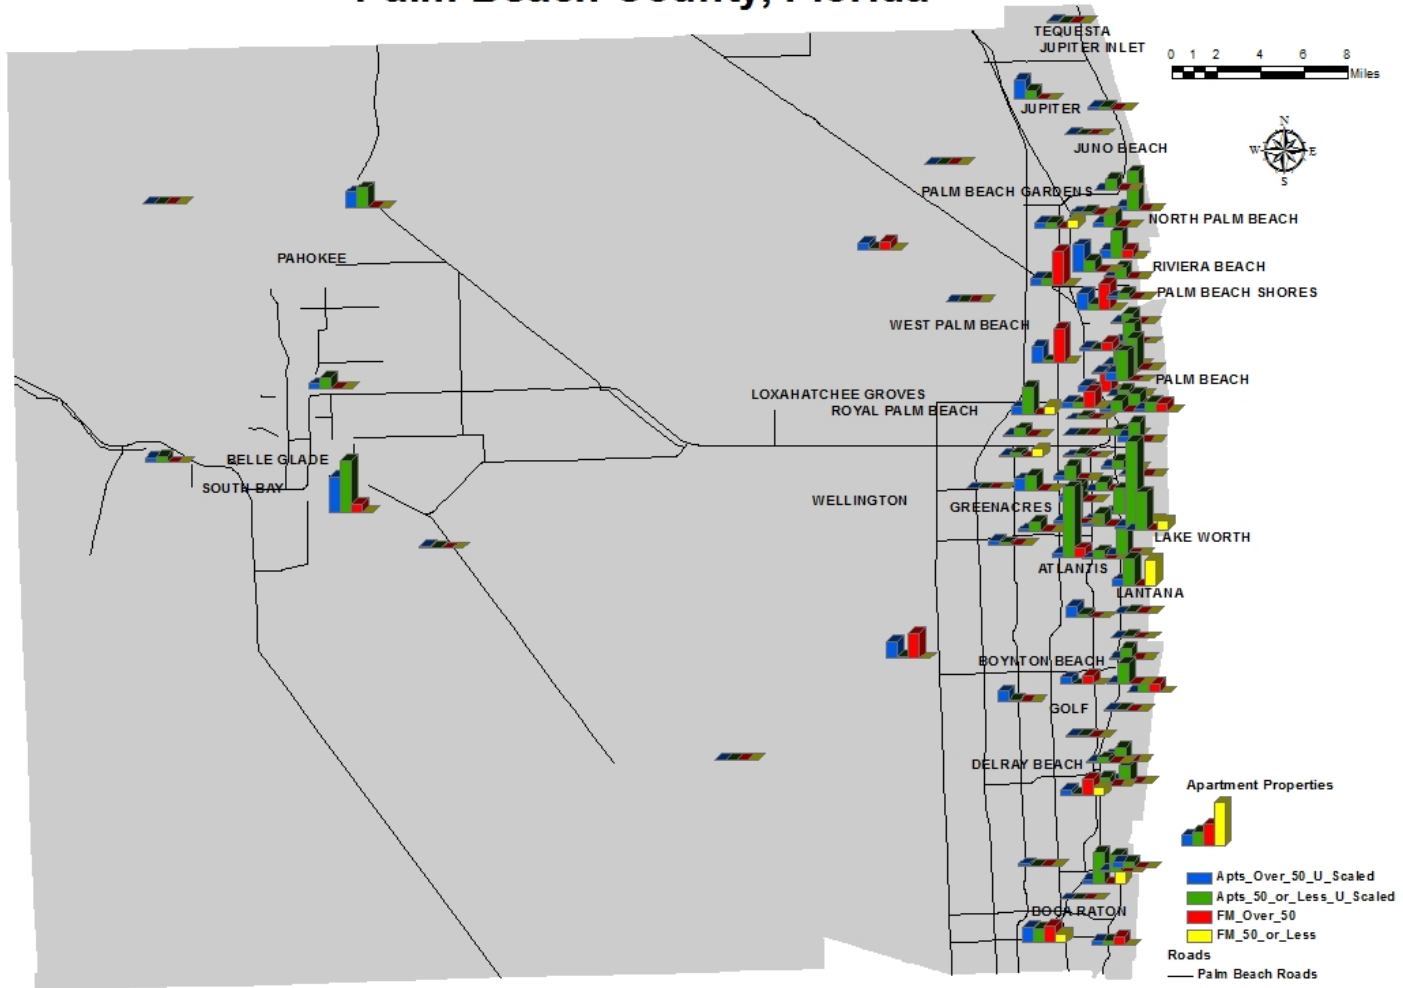 Palm Beach County, Florida
TEQUESTA
JUPITER INLET
0 1 2 4 6 8
Miles
JUPITER
N
W E
S
JUNO BEACH
PALM BEACH GARDENS
NORTH PALM BEACH
PAHOKEE
RIVIERA BEACH
PALM BEACH SHORES
WEST PALM BEACH
PALM BEACH
LOXAHATCHEE GROVES
ROYAL PALM BEACH
BELLE GLADE
SOUTH BAY
WELLINGTON
GREENACRES
LAKE WORTH
ATLANTIS
LANTANA
BOYNTON BEACH
GOLF
DELRAY BEACH
Apartment Properties
Apts_Over_50_U_Scaled
Apts_50_or_Less_U_Scaled
FM_Over_50
FM_50_or_Less
BOCA RATON
Roads
Palm Beach Roads